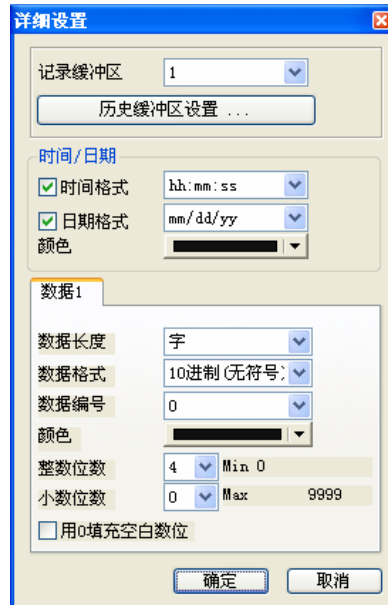 详细设置
记录缓冲区 1
历史缓冲区设置 ...
时间/日期
时间格式 hh:mm:ss
日期格式 mm/dd/yy
颜色
数据1
数据长度 字
数据格式 10进制(无符号)
数据编号 0
颜色
整数位数 4 Min 0
小数位数 0 Max 9999
用0填充空白数位
确定 取消